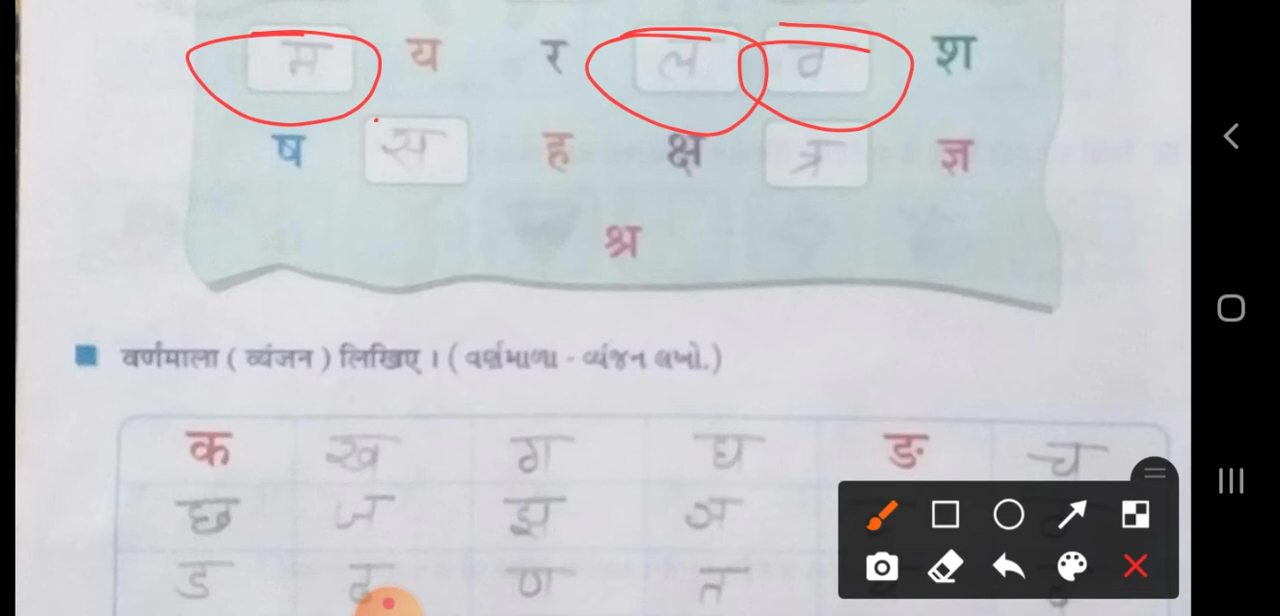 म य र ल व श
ष स ह क्ष त्र ज्ञ
श्र
वर्णमाला ( व्यंजन ) लिखिए । ( વર્ણમાળા - વ્યંજન લખો.)
क ख ग घ ङ च
छ ज झ ञ
ड ढ ण त